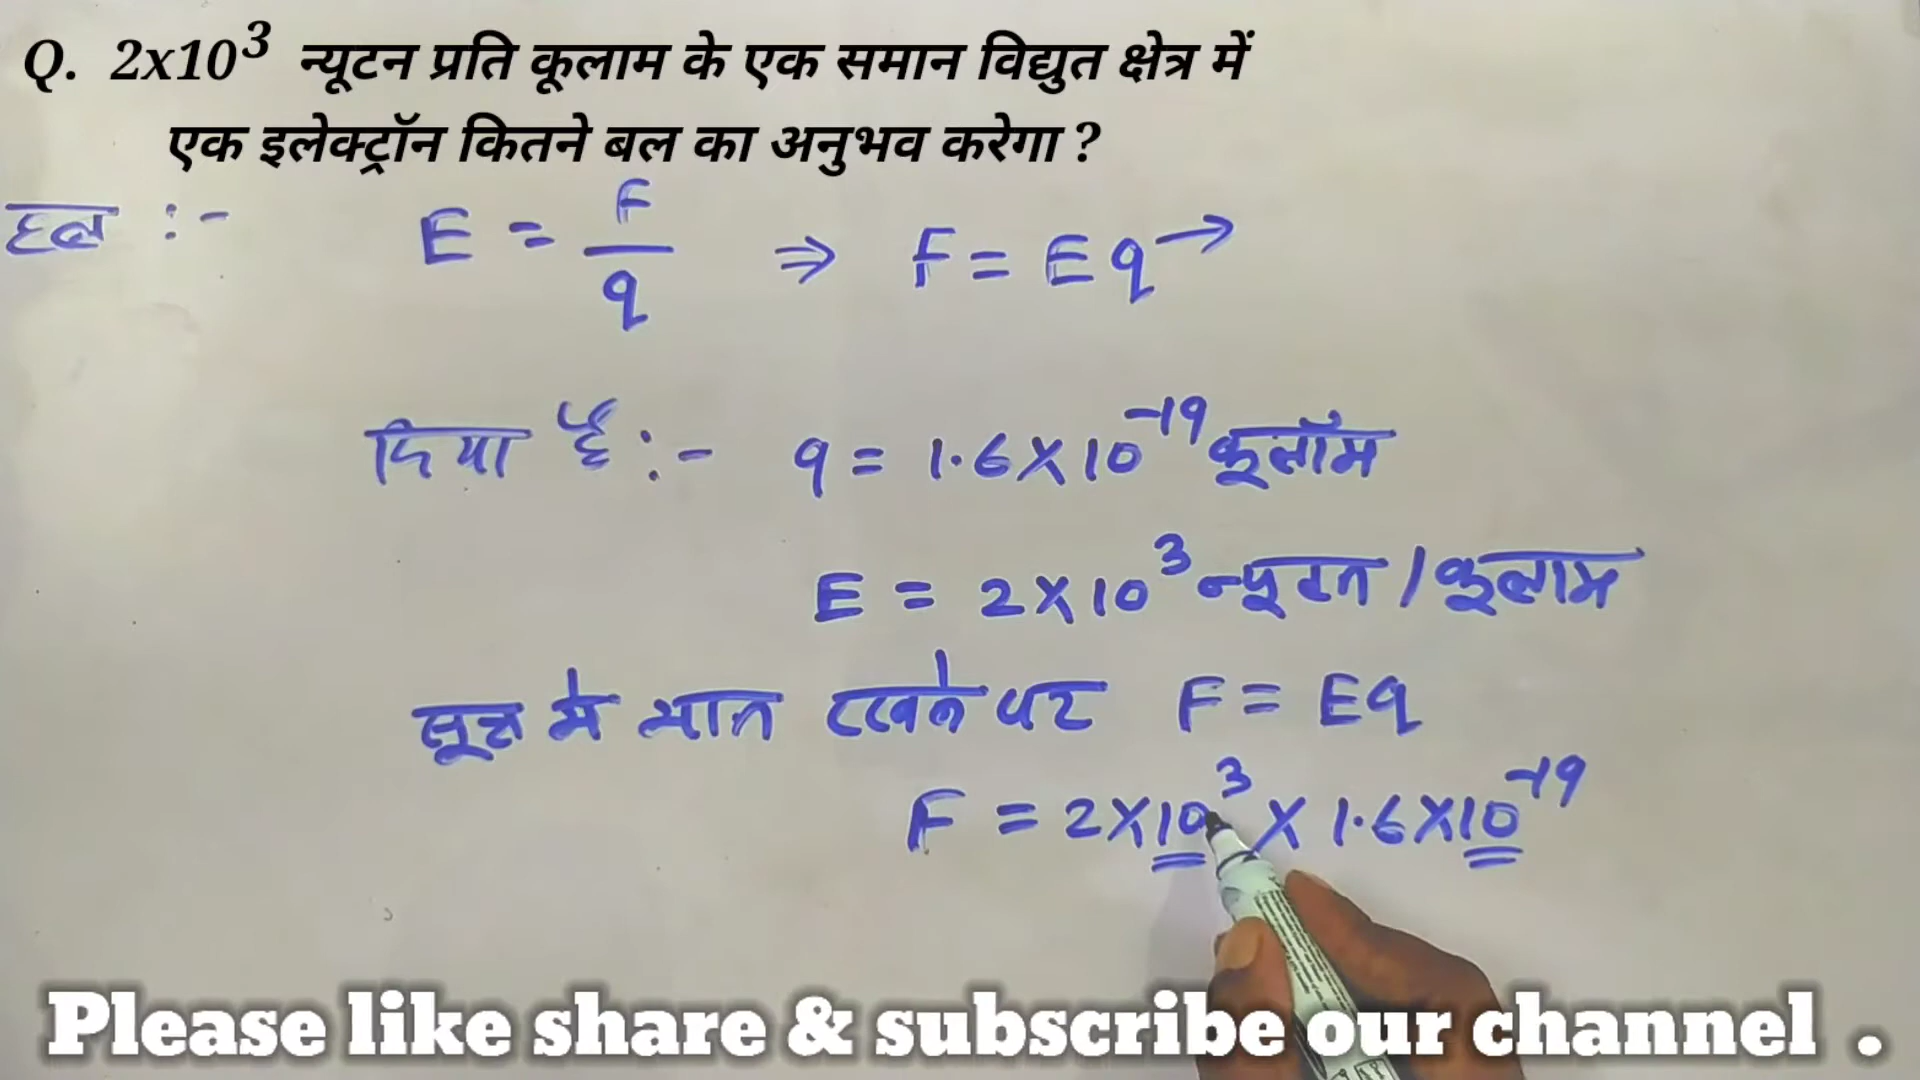 Q. 2x10³ न्यूटन प्रति कूलाम के एक समान विद्युत क्षेत्र में
एक इलेक्ट्रॉन कितने बल का अनुभव करेगा ?
हल :- E = F/q ⇒ F = Eq →
दिया है :- q = 1.6 × 10⁻¹⁹ कूलॉम
E = 2 × 10³ न्यूटन / कूलाम
सूत्र में मान रखने पर F = Eq
F = 2 × 10³ × 1.6 × 10⁻¹⁹
Please like share & subscribe our channel .